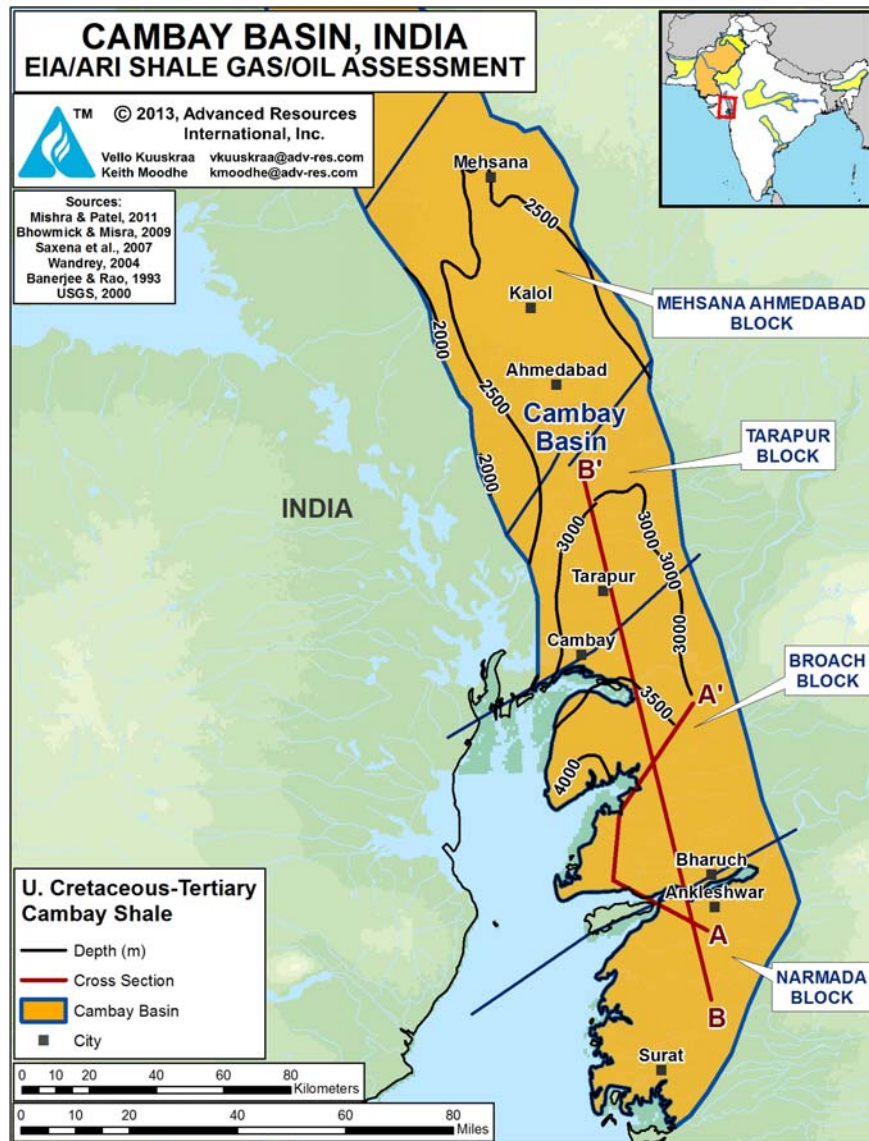 CAMBAY BASIN, INDIA
EIA/ARI SHALE GAS/OIL ASSESSMENT
TM
© 2013, Advanced Resources
International, Inc.
Vello Kuuskraa vkuuskraa@adv-res.com
Keith Moodhe kmoodhe@adv-res.com
Sources:
Mishra & Patel, 2011
Bhowmick & Misra, 2009
Saxena et al., 2007
Wandrey, 2004
Banerjee & Rao, 1993
USGS, 2000
Mehsana
2500
Kalol
MEHSANA AHMEDABAD
BLOCK
2000
Ahmedabad
2500
Cambay
Basin
TARAPUR
BLOCK
2000
B'
INDIA
3000
3000
3000
Tarapur
3000
Cambay
BROACH
BLOCK
A'
3500
4000
Bharuch
Ankleshwar
A
NARMADA
BLOCK
B
Surat
U. Cretaceous-Tertiary
Cambay Shale
Depth (m)
Cross Section
Cambay Basin
City
0 10 20 40 60 80
Kilometers
0 10 20 40 60 80
Miles